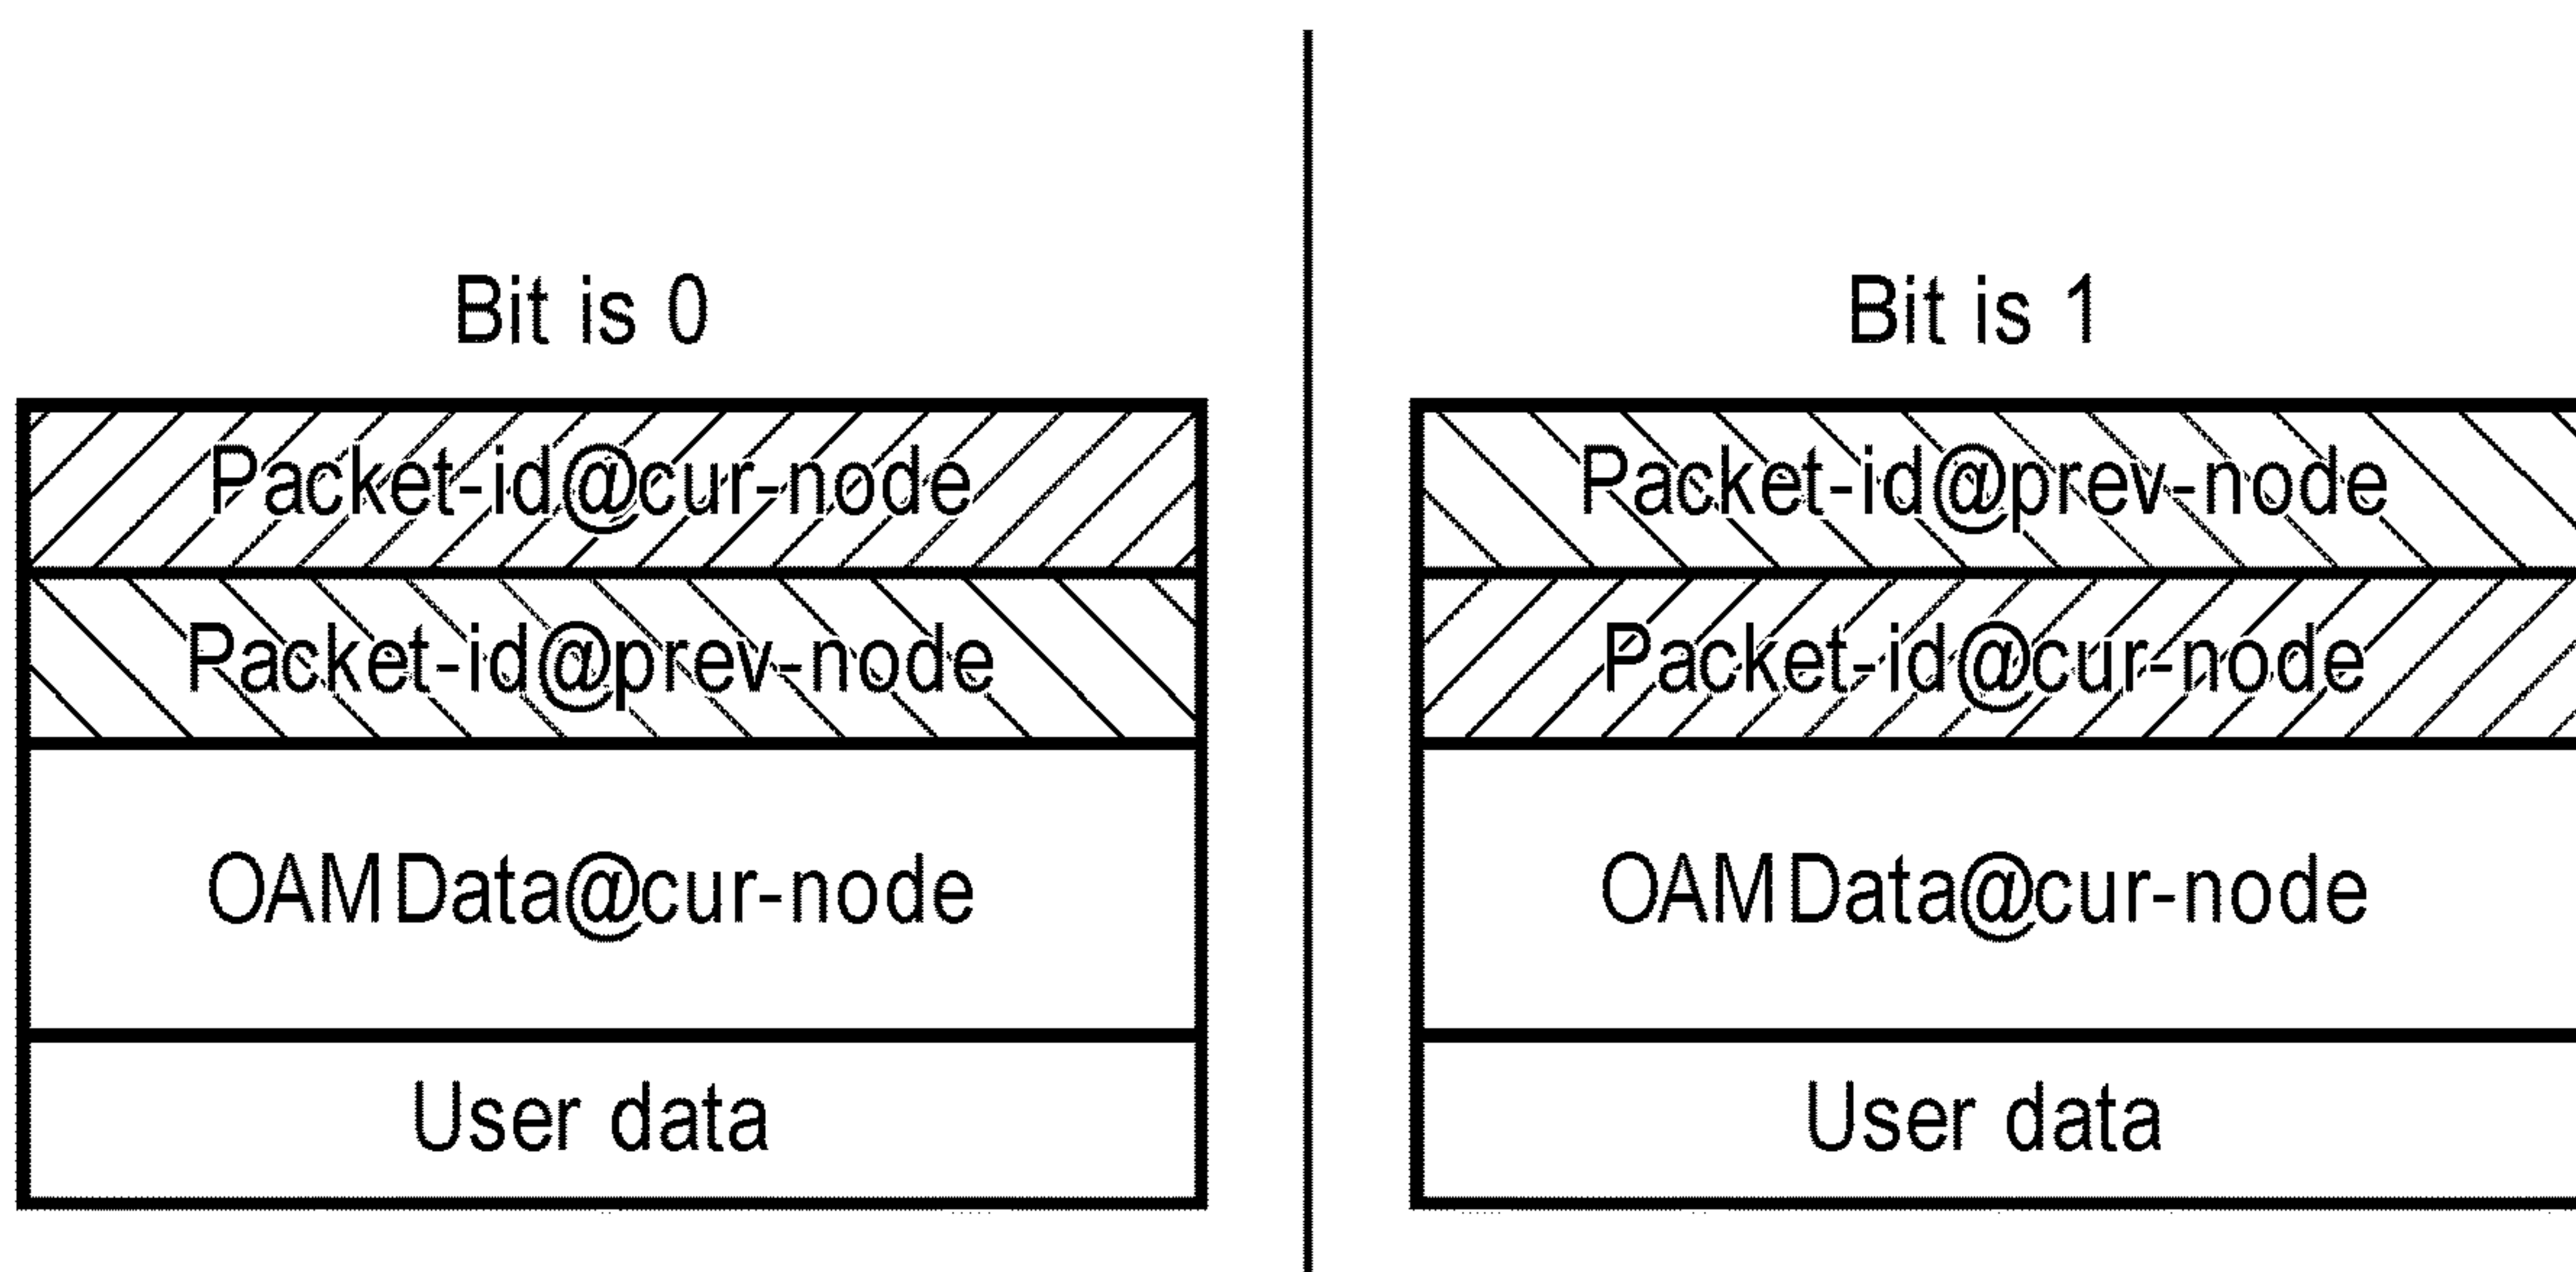 Bit is 0
Packet-id@cur-node
Packet-id@prev-node
OAMData@cur-node
User data
Bit is 1
Packet-id@prev-node
Packet-id@cur-node
OAMData@cur-node
User data